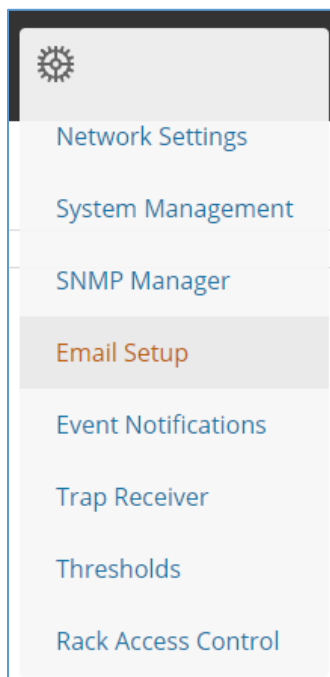 Network Settings
System Management
SNMP Manager
Email Setup
Event Notifications
Trap Receiver
Thresholds
Rack Access Control